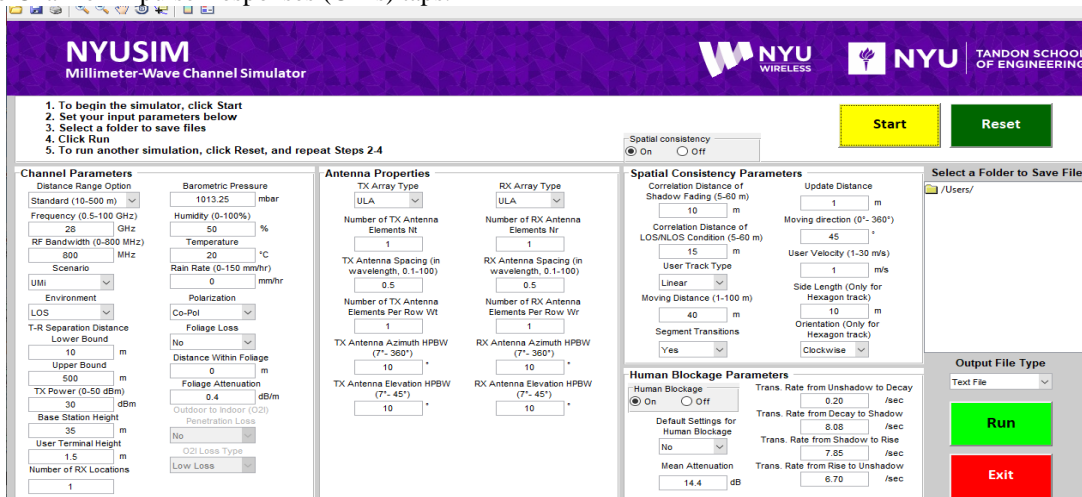 NYUSIM
Millimeter-Wave Channel Simulator
NYU
WIRELESS
NYU
TANDON SCHOOL
OF ENGINEERING
1. To begin the simulator, click Start
2. Set your input parameters below
3. Select a folder to save files
4. Click Run
5. To run another simulation, click Reset, and repeat Steps 2-4
Spatial consistency
On Off
Start
Reset
Channel Parameters
Distance Range Option
Standard (10-500 m)
Frequency (0.5-100 GHz)
28 GHz
RF Bandwidth (0-800 MHz)
800 MHz
Scenario
UMi
Environment
LOS
T-R Separation Distance
Lower Bound
10 m
Upper Bound
500 m
TX Power (0-50 dBm)
30 dBm
Base Station Height
35 m
User Terminal Height
1.5 m
Number of RX Locations
1
Barometric Pressure
1013.25 mbar
Humidity (0-100%)
50 %
Temperature
20 °C
Rain Rate (0-150 mm/hr)
0 mm/hr
Polarization
Co-Pol
Foliage Loss
No
Distance Within Foliage
0 m
Foliage Attenuation
0.4 dB/m
Outdoor to Indoor (O2I)
Penetration Loss
No
O2I Loss Type
Low Loss
Antenna Properties
TX Array Type
ULA
Number of TX Antenna
Elements Nt
1
TX Antenna Spacing (in
wavelength, 0.1-100)
0.5
Number of TX Antenna
Elements Per Row Wt
1
TX Antenna Azimuth HPBW
(7°- 360°)
10 °
TX Antenna Elevation HPBW
(7°- 45°)
10 °
RX Array Type
ULA
Number of RX Antenna
Elements Nr
1
RX Antenna Spacing (in
wavelength, 0.1-100)
0.5
Number of RX Antenna
Elements Per Row Wr
1
RX Antenna Azimuth HPBW
(7°- 360°)
10 °
RX Antenna Elevation HPBW
(7°- 45°)
10 °
Spatial Consistency Parameters
Correlation Distance of
Shadow Fading (5-60 m)
10 m
Correlation Distance of
LOS/NLOS Condition (5-60 m)
15 m
User Track Type
Linear
Moving Distance (1-100 m)
40 m
Segment Transitions
Yes
Update Distance
1 m
Moving direction (0°- 360°)
45 °
User Velocity (1-30 m/s)
1 m/s
Side Length (Only for
Hexagon track)
10 m
Orientation (Only for
Hexagon track)
Clockwise
Human Blockage Parameters
Human Blockage
On Off
Default Settings for
Human Blockage
No
Mean Attenuation
14.4 dB
Trans. Rate from Unshadow to Decay
0.20 /sec
Trans. Rate from Decay to Shadow
8.08 /sec
Trans. Rate from Shadow to Rise
7.85 /sec
Trans. Rate from Rise to Unshadow
6.70 /sec
Select a Folder to Save File
/Users/
Output File Type
Text File
Run
Exit